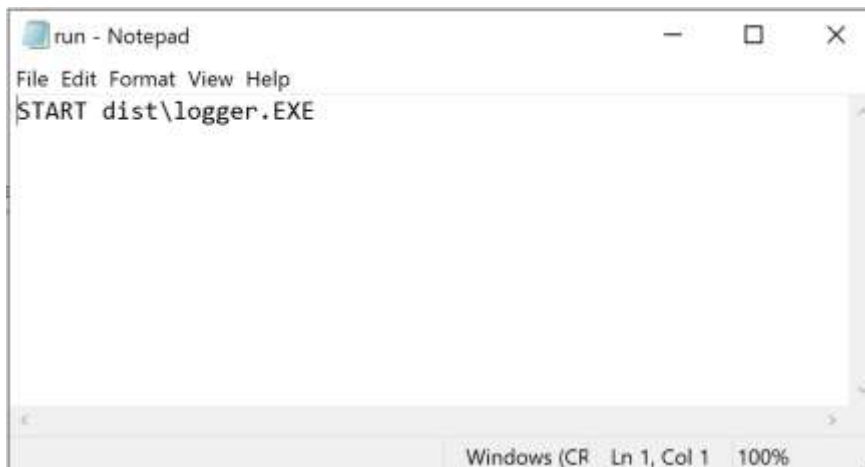 run - Notepad
File Edit Format View Help
START dist\logger.EXE
Windows (CR Ln 1, Col 1 100%